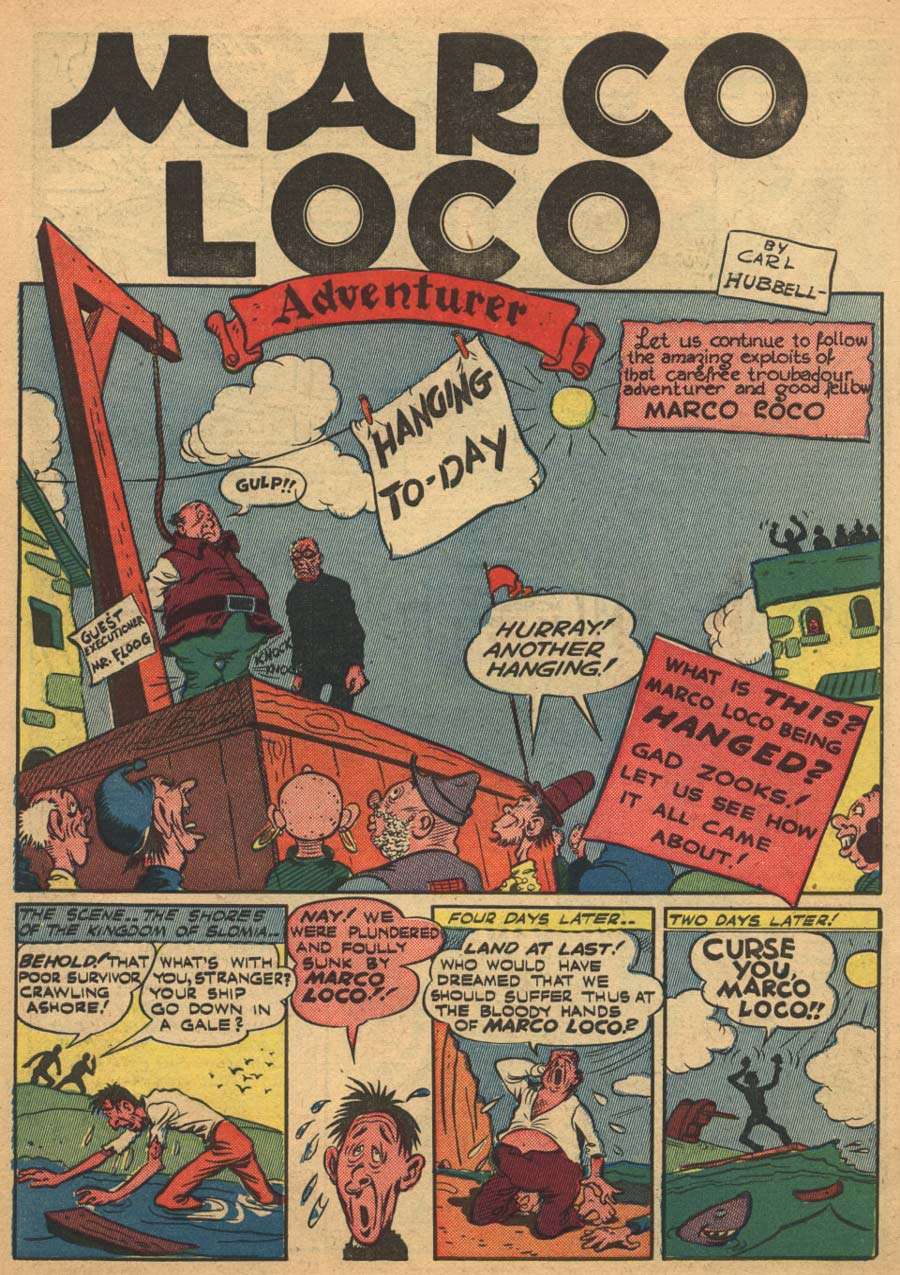 MARCO
LOCO
Adventurer
BY
CARL
HUBBELL-
Let us continue to follow
the amazing exploits of
that carefree troubadour
adventurer and good fellow
MARCO LOCO
HANGING
TO-DAY
GULP!!
GUEST
EXECUTIONER
MR. FLOOG
KNOCK
KNOCK
HURRAY!
ANOTHER
HANGING!
WHAT IS THIS?
MARCO LOCO BEING
HANGED?
GAD ZOOKS!
LET US SEE HOW
IT ALL CAME
ABOUT!
THE SCENE.. THE SHORES
OF THE KINGDOM OF SLOMIA..
BEHOLD! THAT
POOR SURVIVOR
CRAWLING
ASHORE!
WHAT'S WITH
YOU, STRANGER?
YOUR SHIP
GO DOWN IN
A GALE?
NAY! WE
WERE PLUNDERED
AND FOULLY
SUNK BY
MARCO
LOCO!!
FOUR DAYS LATER..
LAND AT LAST!
WHO WOULD HAVE
DREAMED THAT WE
SHOULD SUFFER THUS AT
THE BLOODY HANDS
OF MARCO LOCO?
TWO DAYS LATER!
CURSE
YOU,
MARCO
LOCO!!